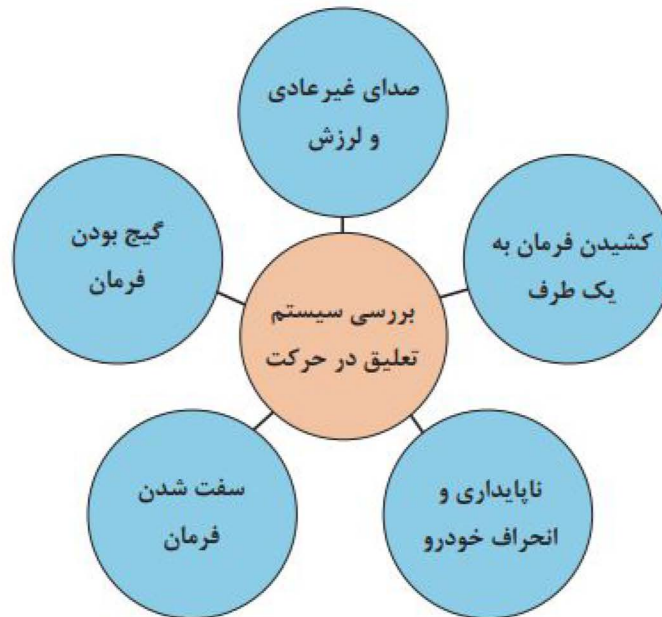 صدای غیرعادی
و لرزش
کشیدن فرمان به
یک طرف
گیج بودن
فرمان
بررسی سیستم
تعلیق در حرکت
ناپایداری و
انحراف خودرو
سفت شدن
فرمان